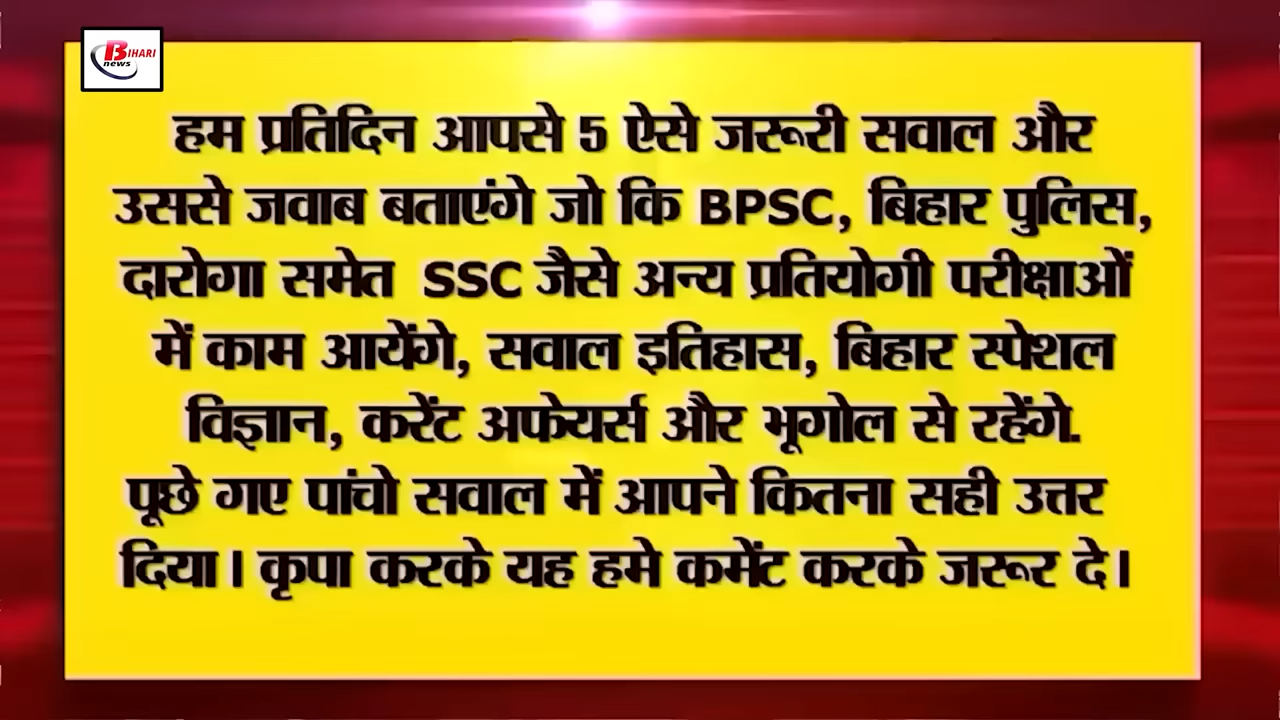 BIHARI
news
हम प्रतिदिन आपसे 5 ऐसे जरूरी सवाल और
उससे जवाब बताएंगे जो कि BPSC, बिहार पुलिस,
दारोगा समेत SSC जैसे अन्य प्रतियोगी परीक्षाओं
में काम आयेंगे, सवाल इतिहास, बिहार स्पेशल
विज्ञान, करेंट अफेयर्स और भूगोल से रहेंगे.
पूछे गए पांचो सवाल में आपने कितना सही उत्तर
दिया। कृपा करके यह हमे कमेंट करके जरूर दे।